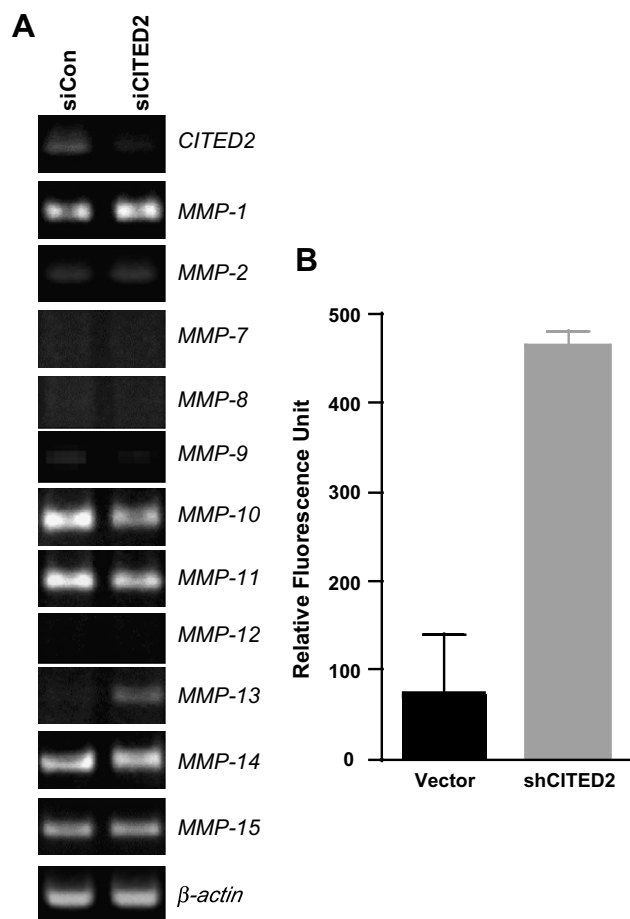 A
siCon
siCITED2
CITED2
MMP-1
MMP-2
MMP-7
MMP-8
MMP-9
MMP-10
MMP-11
MMP-12
MMP-13
MMP-14
MMP-15
β-actin
B
Relative Fluorescence Unit
500
400
300
200
100
0
Vector
shCITED2